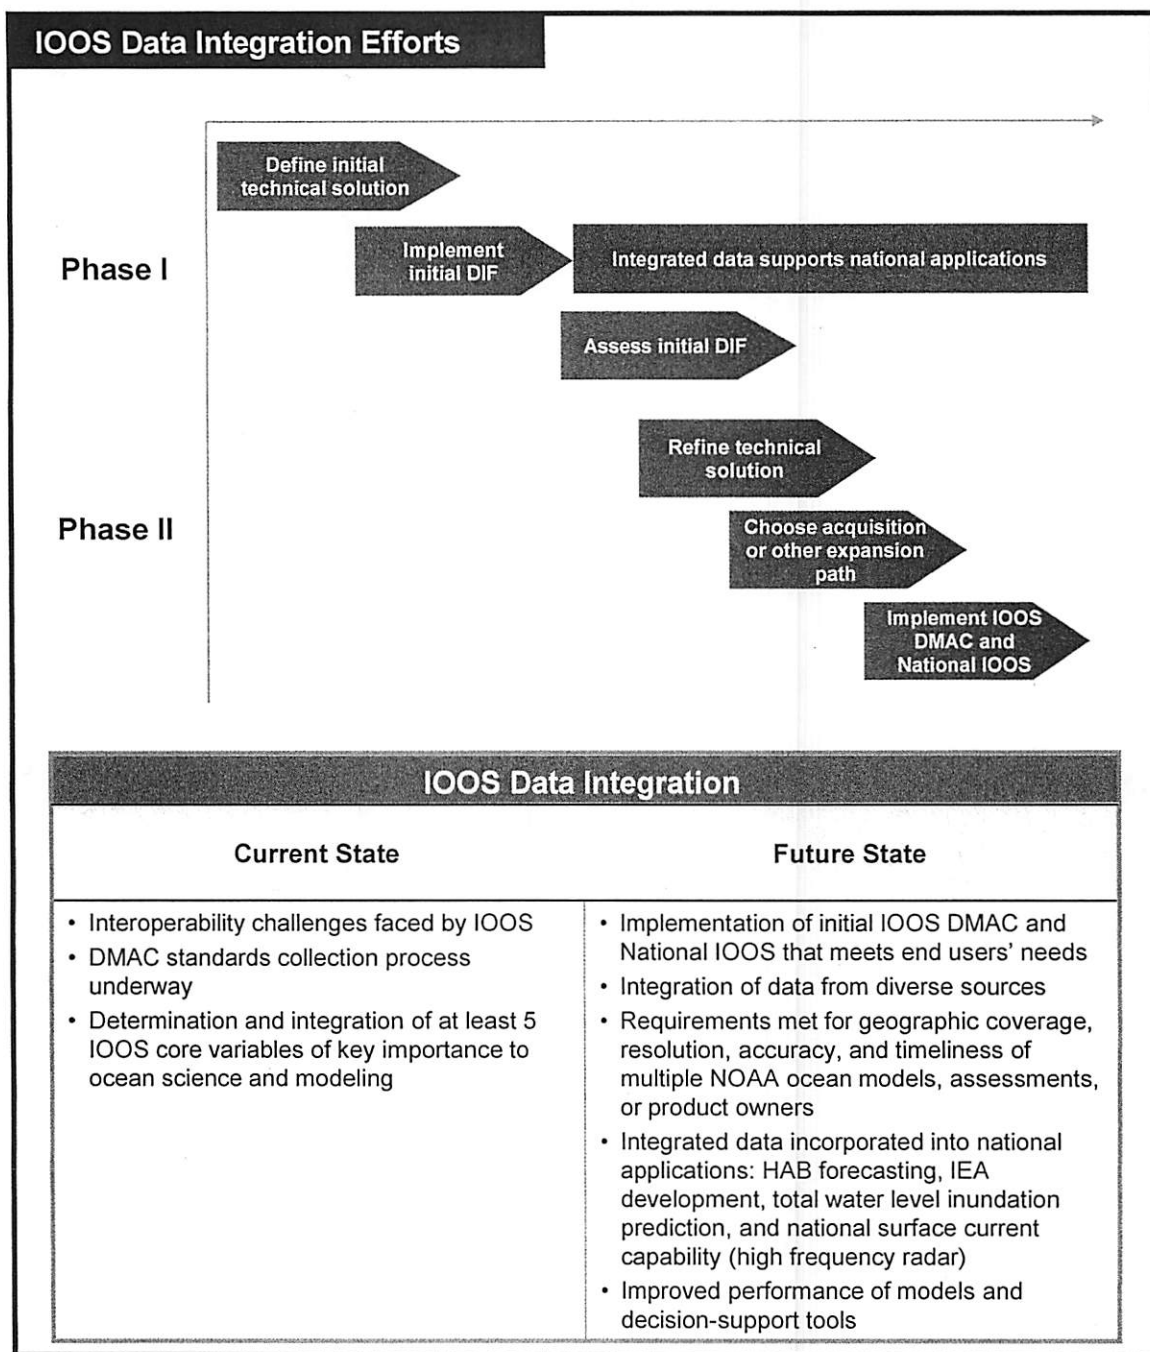 IOOS Data Integration Efforts
Define initial
technical solution
Phase I
Implement
initial DIF
Integrated data supports national applications
Assess initial DIF
Refine technical
solution
Phase II
Choose acquisition
or other expansion
path
Implement IOOS
DMAC and
National IOOS
IOOS Data Integration
Current State
Future State
• Interoperability challenges faced by IOOS
• DMAC standards collection process
underway
• Determination and integration of at least 5
IOOS core variables of key importance to
ocean science and modeling
• Implementation of initial IOOS DMAC and
National IOOS that meets end users' needs
• Integration of data from diverse sources
• Requirements met for geographic coverage,
resolution, accuracy, and timeliness of
multiple NOAA ocean models, assessments,
or product owners
• Integrated data incorporated into national
applications: HAB forecasting, IEA
development, total water level inundation
prediction, and national surface current
capability (high frequency radar)
• Improved performance of models and
decision-support tools